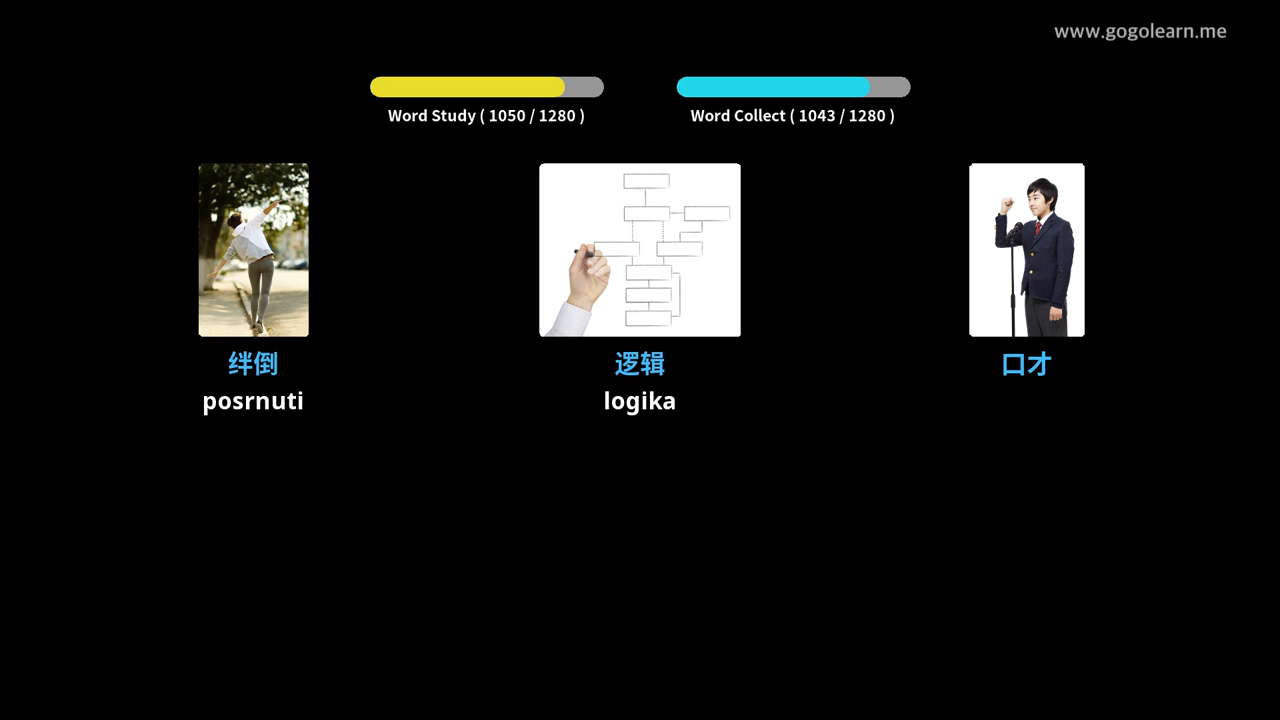 www.gogolearn.me
Word Study ( 1050 / 1280 )
Word Collect ( 1043 / 1280 )
绊倒
posrnuti
逻辑
logika
口才